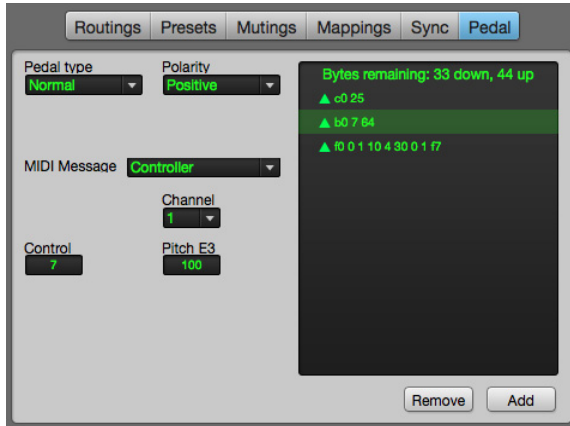 Routings Presets Mutings Mappings Sync Pedal
Pedal type Polarity
Normal Positive
MIDI Message Controller
Channel
1
Control Pitch E3
7 100
Bytes remaining: 33 down, 44 up
c0 25
b0 7 64
f0 0 1 10 4 30 0 1 f7
Remove Add